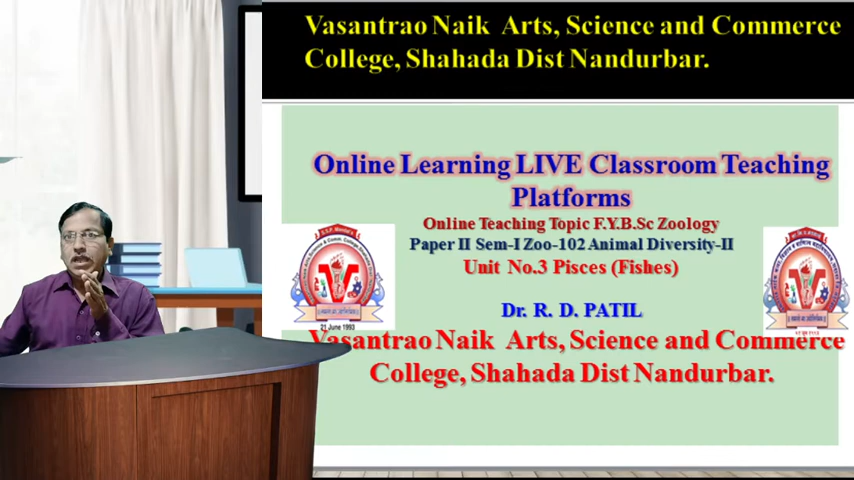 Vasantrao Naik Arts, Science and Commerce
College, Shahada Dist Nandurbar.
Online Learning LIVE Classroom Teaching
Platforms
Online Teaching Topic F.Y.B.Sc Zoology
Paper II Sem-I Zoo-102 Animal Diversity-II
Unit No.3 Pisces (Fishes)
21 June 1993
Dr. R. D. PATIL
Vasantrao Naik Arts, Science and Commerce
College, Shahada Dist Nandurbar.